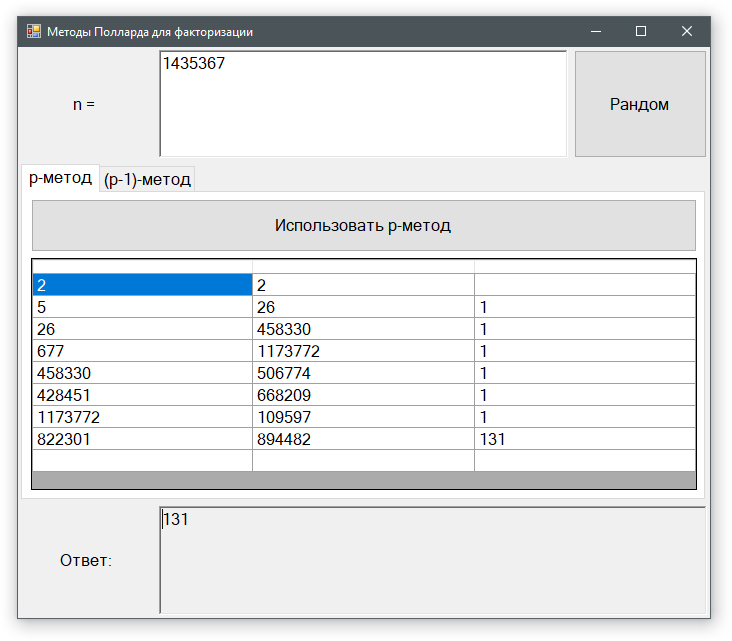 Методы Полларда для факторизации
n =
1435367
Рандом
p-метод
(p-1)-метод
Использовать p-метод
2 2
5 26 1
26 458330 1
677 1173772 1
458330 506774 1
428451 668209 1
1173772 109597 1
822301 894482 131
Ответ:
131